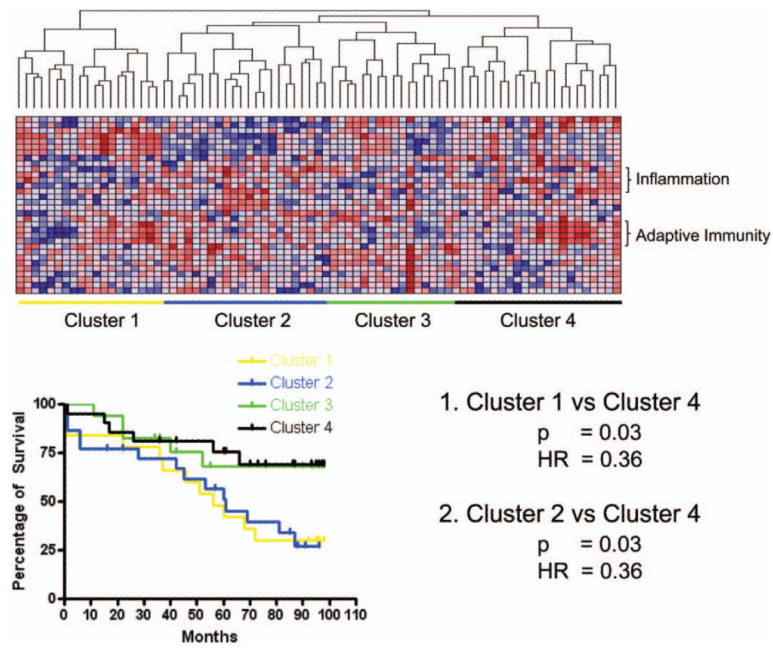 Inflammation
Adaptive Immunity
Cluster 1
Cluster 2
Cluster 3
Cluster 4
Cluster 1
Cluster 2
Cluster 3
Cluster 4
Percentage of Survival
100
75
50
25
0
0 10 20 30 40 50 60 70 80 90 100 110
Months
1. Cluster 1 vs Cluster 4
p = 0.03
HR = 0.36
2. Cluster 2 vs Cluster 4
p = 0.03
HR = 0.36